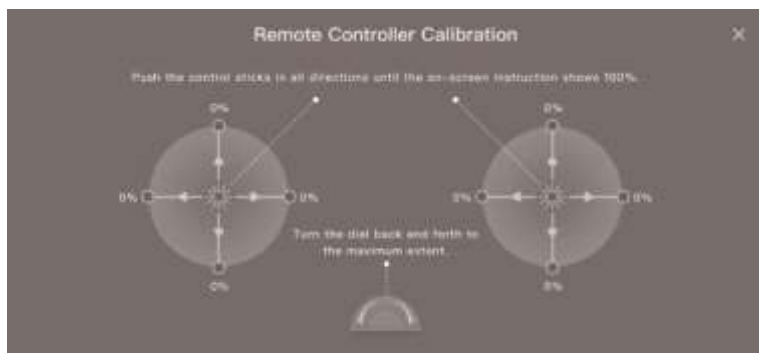 Remote Controller Calibration
Push the control sticks in all directions until the on-screen instruction shows 100%.
0% 0%
0% 0% 0% 0%
Turn the dial back and forth to
the maximum extent.
0% 0%